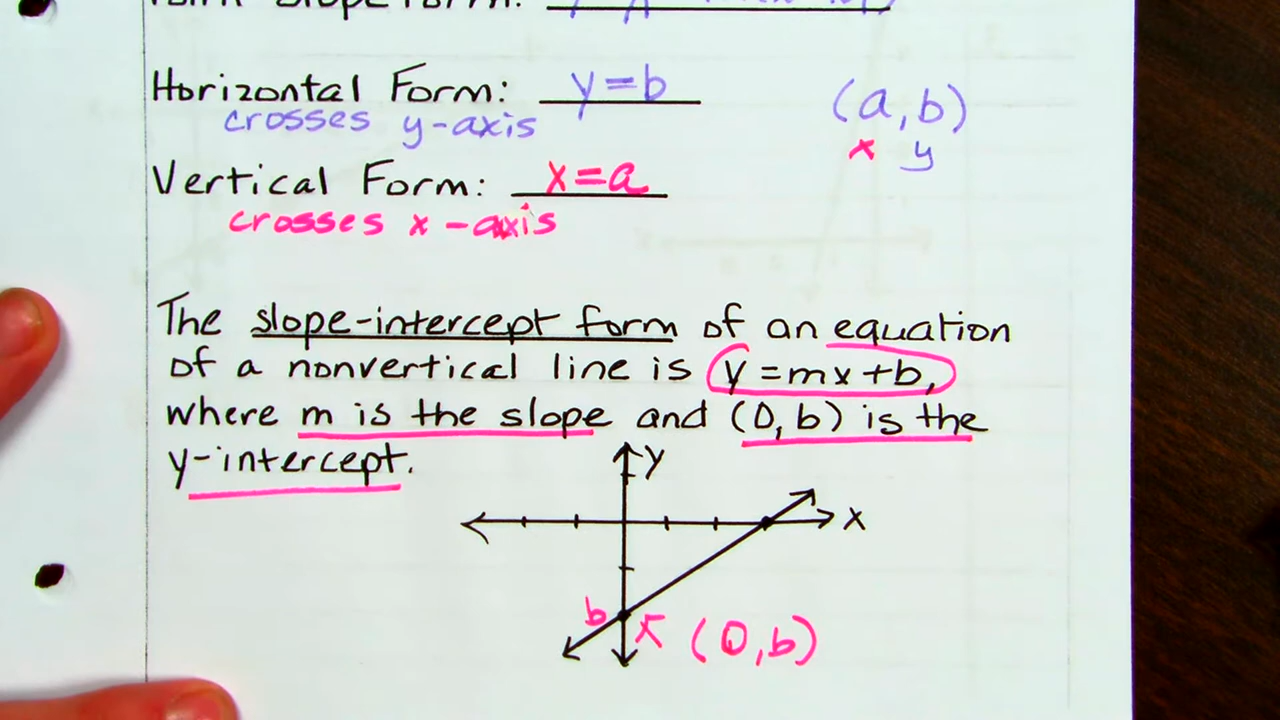 Horizontal Form: y=b
crosses y-axis
(a,b)
x y
Vertical Form: x=a
crosses x-axis
The slope-intercept form of an equation
of a nonvertical line is y=mx+b,
where m is the slope and (0,b) is the
y-intercept.
y
x
b
(0,b)